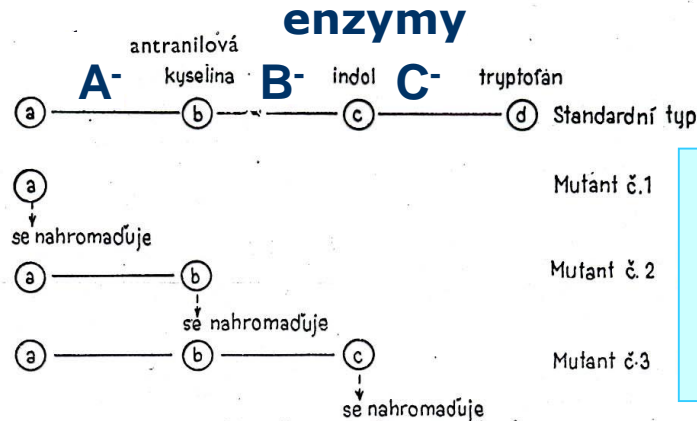 enzymy
antranilová
A- kyselina B- indol C- tryptofán
a b c d Standardní typ
a Mutant č.1
se nahromaďuje
a b Mutant č.2
se nahromaďuje
a b c Mutant č.3
se nahromaďuje